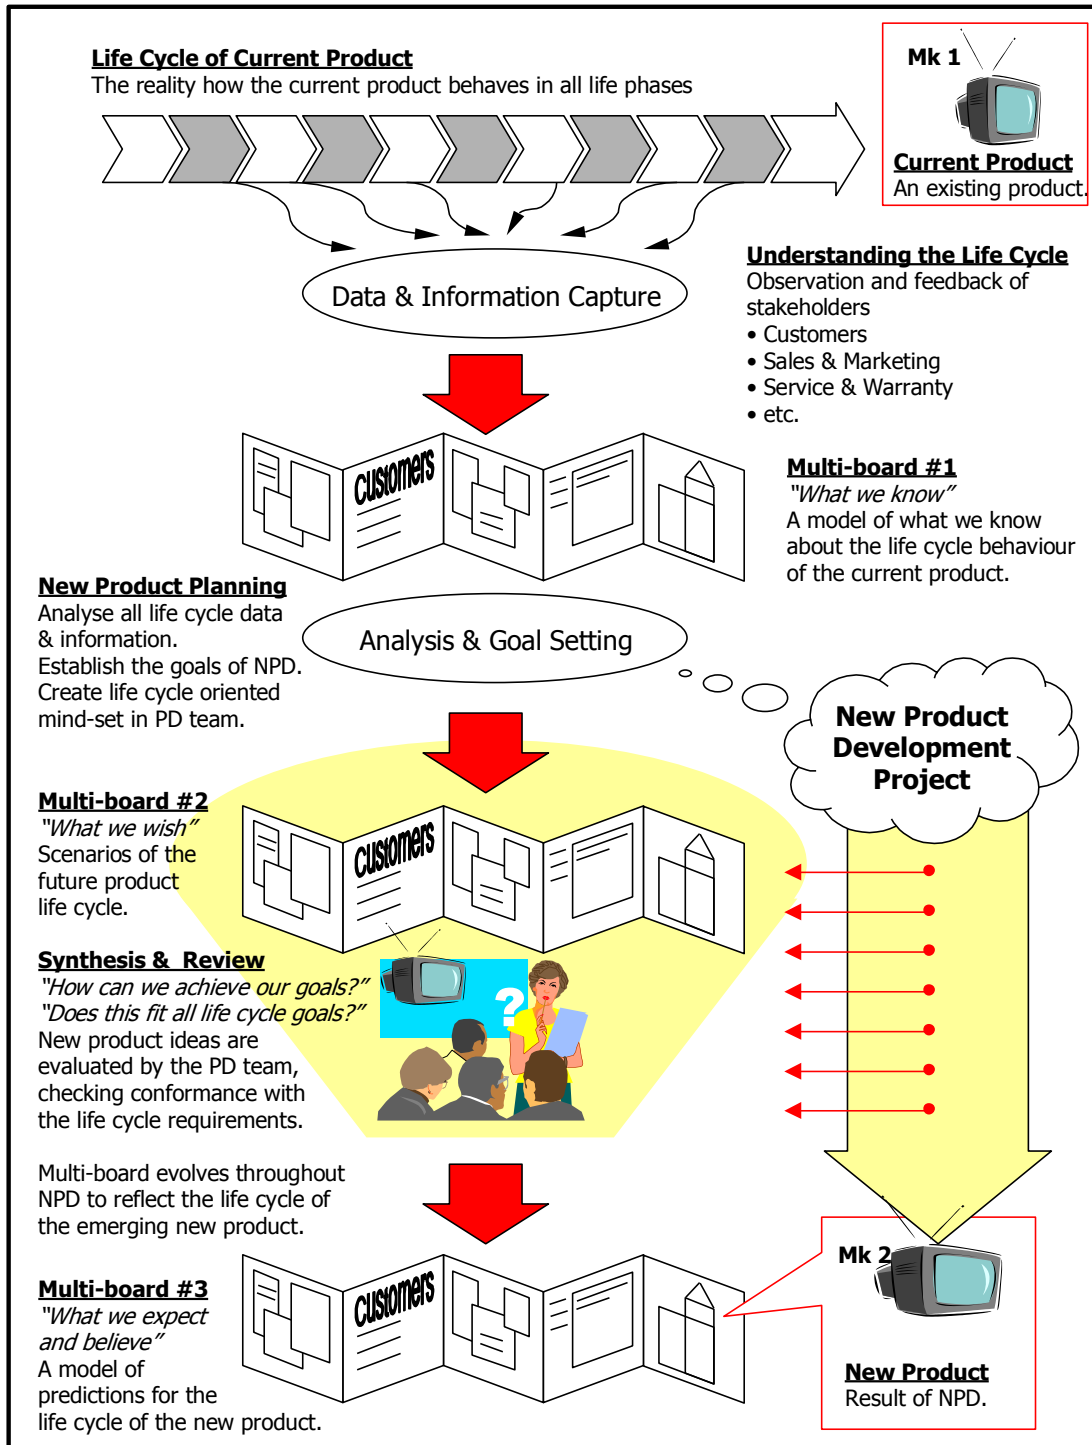 Life Cycle of Current Product
The reality how the current product behaves in all life phases
Mk 1
Current Product
An existing product.
Data & Information Capture
Understanding the Life Cycle
Observation and feedback of
stakeholders
• Customers
• Sales & Marketing
• Service & Warranty
• etc.
customers
Multi-board #1
"What we know"
A model of what we know
about the life cycle behaviour
of the current product.
New Product Planning
Analyse all life cycle data
& information.
Establish the goals of NPD.
Create life cycle oriented
mind-set in PD team.
Analysis & Goal Setting
New Product
Development
Project
Multi-board #2
"What we wish"
Scenarios of the
future product
life cycle.
customers
Synthesis & Review
"How can we achieve our goals?"
"Does this fit all life cycle goals?"
New product ideas are
evaluated by the PD team,
checking conformance with
the life cycle requirements.
?
Multi-board evolves throughout
NPD to reflect the life cycle of
the emerging new product.
Multi-board #3
"What we expect
and believe"
A model of
predictions for the
life cycle of the new product.
customers
Mk 2
New Product
Result of NPD.